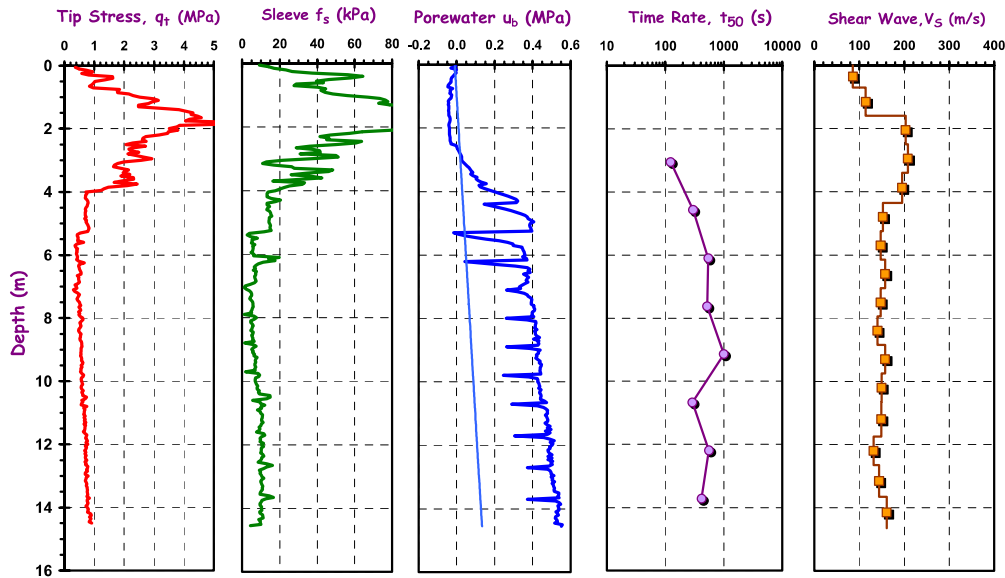 Tip Stress, qt (MPa)
Sleeve fs (kPa)
Porewater ub (MPa)
Time Rate, t50 (s)
Shear Wave, Vs (m/s)
0 1 2 3 4 5
0 20 40 60 80
-0.2 0.0 0.2 0.4 0.6
10 100 1000 10000
0 100 200 300 400
Depth (m)
0
2
4
6
8
10
12
14
16